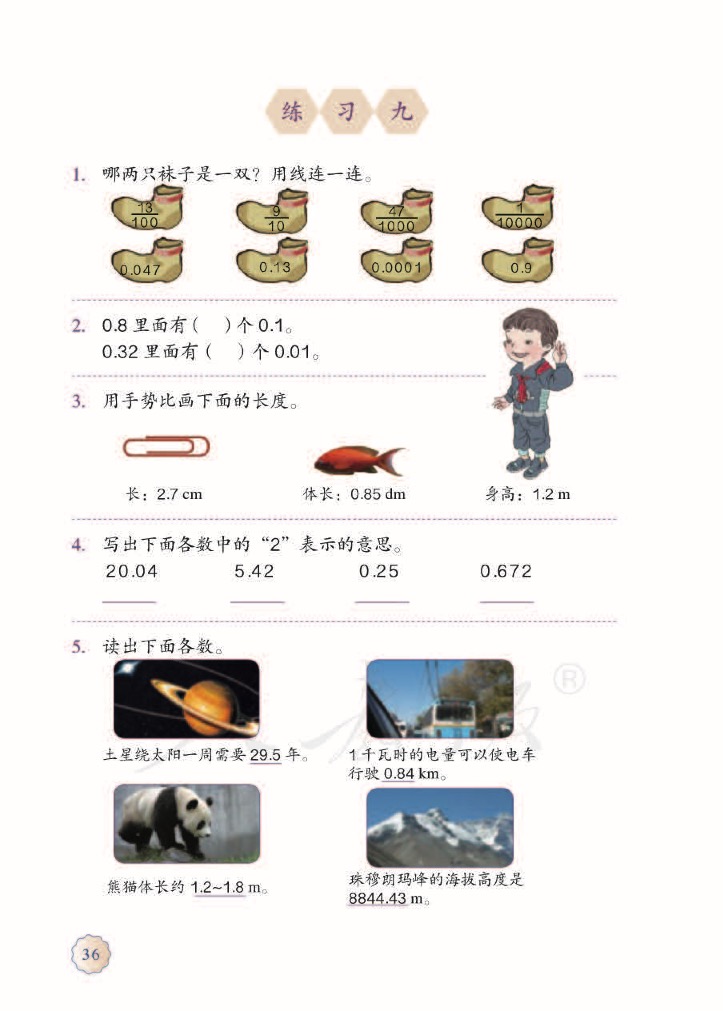 练习九
1. 哪两只袜子是一双？用线连一连。
13/100 9/10 47/1000 1/10000
0.047 0.13 0.0001 0.9
2. 0.8 里面有（ ）个 0.1。
0.32 里面有（ ）个 0.01。
3. 用手势比画下面的长度。
长：2.7 cm 体长：0.85 dm 身高：1.2 m
4. 写出下面各数中的“2”表示的意思。
20.04 5.42 0.25 0.672
5. 读出下面各数。
土星绕太阳一周需要 29.5 年。
1 千瓦时的电量可以使电车
行驶 0.84 km。
熊猫体长约 1.2~1.8 m。
珠穆朗玛峰的海拔高度是
8844.43 m。
36